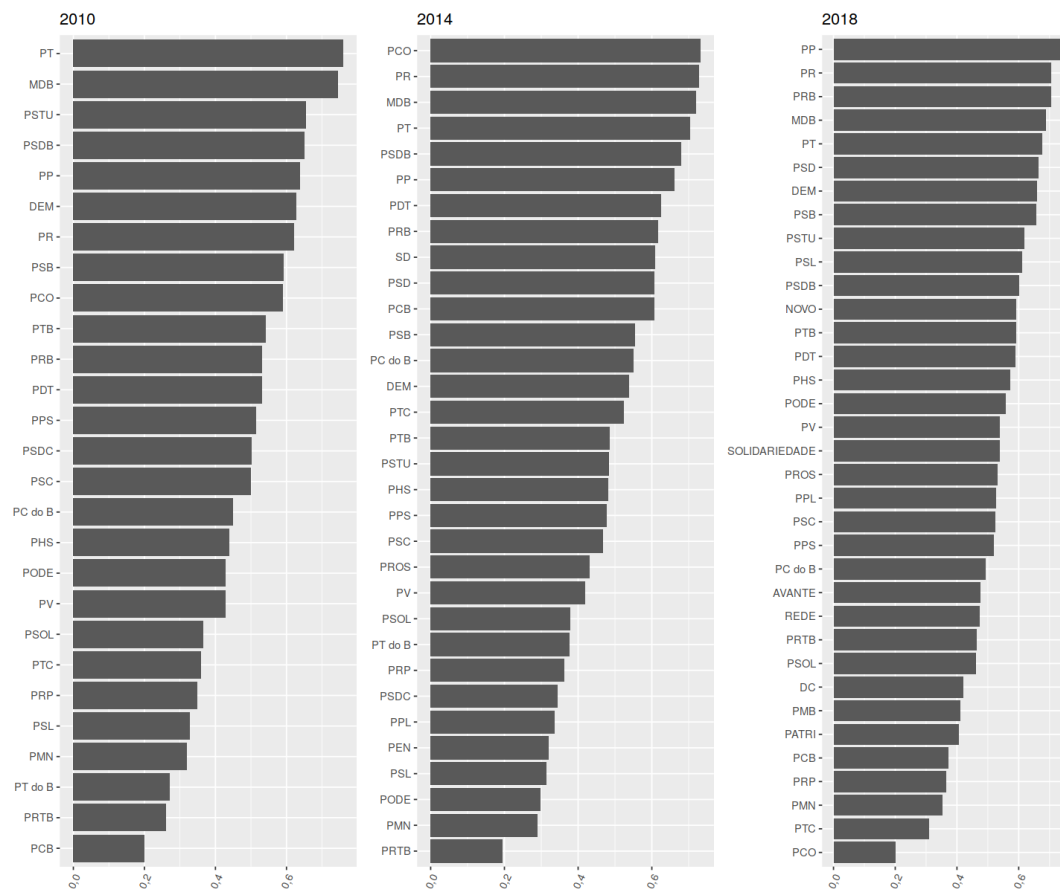 2010
PT
MDB
PSTU
PSDB
PP
DEM
PR
PSB
PCO
PTB
PRB
PDT
PPS
PSDC
PSC
PC do B
PHS
PODE
PV
PSOL
PTC
PRP
PSL
PMN
PT do B
PRTB
PCB
0,0
0,2
0,4
0,6
2014
PCO
PR
MDB
PT
PSDB
PP
PDT
PRB
SD
PSD
PCB
PSB
PC do B
DEM
PTC
PTB
PSTU
PHS
PPS
PSC
PROS
PV
PSOL
PT do B
PRP
PSDC
PPL
PEN
PSL
PODE
PMN
PRTB
0,0
0,2
0,4
0,6
2018
PP
PR
PRB
MDB
PT
PSD
DEM
PSB
PSTU
PSL
PSDB
NOVO
PTB
PDT
PHS
PODE
PV
SOLIDARIEDADE
PROS
PPL
PSC
PPS
PC do B
AVANTE
REDE
PRTB
PSOL
DC
PMB
PATRI
PCB
PRP
PMN
PTC
PCO
0,0
0,2
0,4
0,6